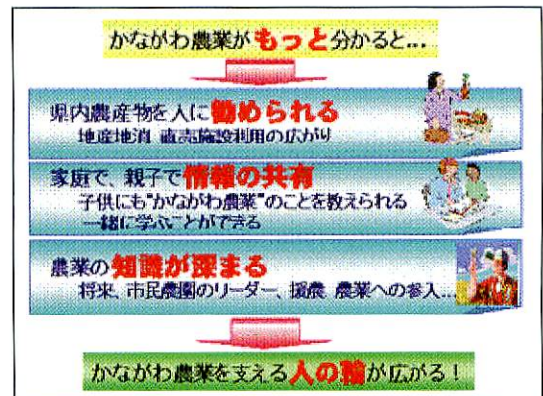 かながわ農業がもっと分かると...
県内農産物を人に勧められる
地産地消 直売施設利用の広がり
家庭で、親子で情報の共有
子供にも"かながわ農業"のことを教えられる
一緒に学ぶことができる
農業の知識が深まる
将来、市民農園のリーダー、援農 農業への参入...
かながわ農業を支える人の輪が広がる！